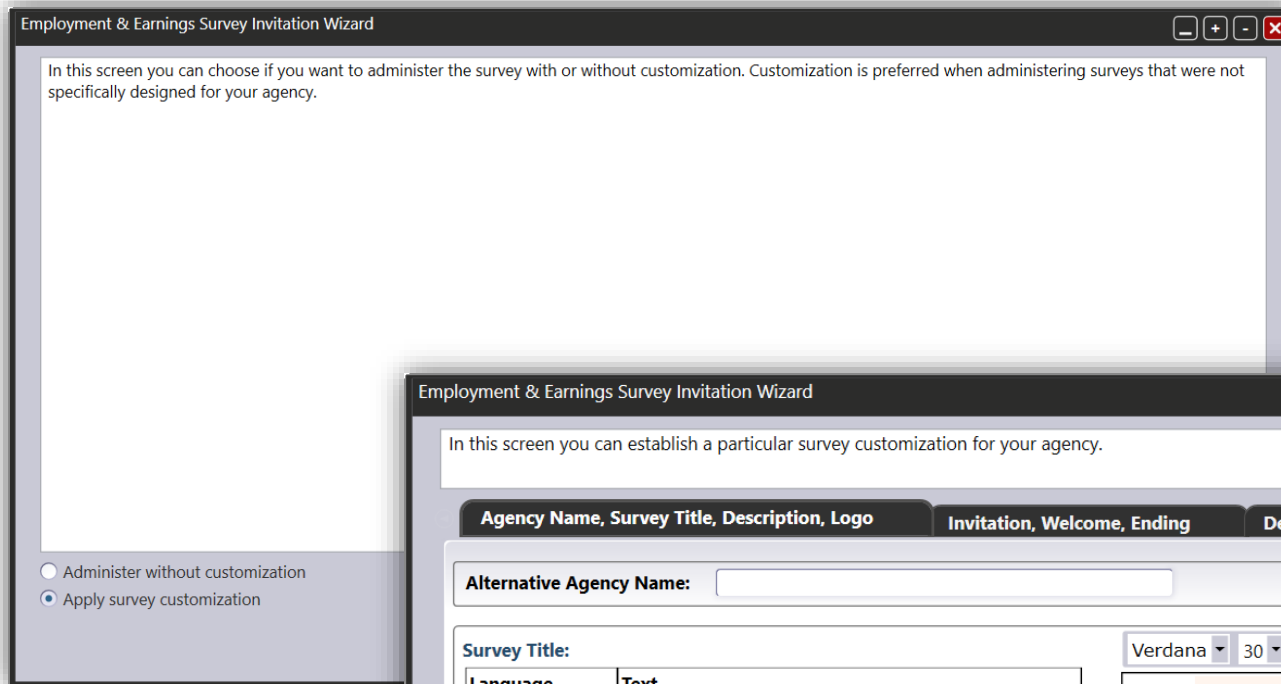 Employment & Earnings Survey Invitation Wizard
In this screen you can choose if you want to administer the survey with or without customization. Customization is preferred when administering surveys that were not
specifically designed for your agency.
Administer without customization
Apply survey customization
Employment & Earnings Survey Invitation Wizard
In this screen you can establish a particular survey customization for your agency.
Agency Name, Survey Title, Description, Logo
Invitation, Welcome, Ending
De
Alternative Agency Name:
Survey Title:
Verdana
30
Language
Text